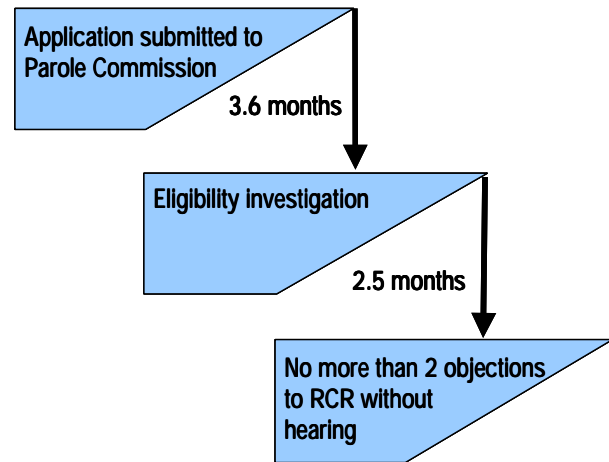 Application submitted to
Parole Commission
3.6 months
Eligibility investigation
2.5 months
No more than 2 objections
to RCR without
hearing